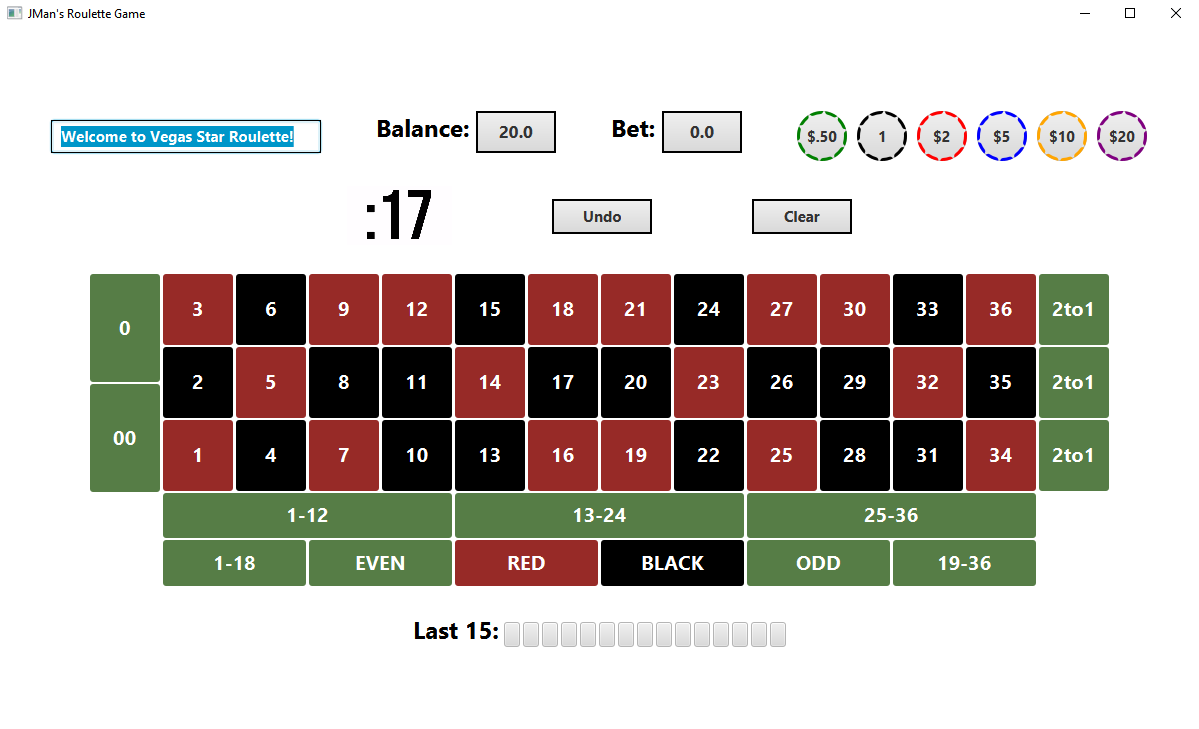 JMan's Roulette Game
Welcome to Vegas Star Roulette!
Balance: 20.0
Bet: 0.0
$.50 1 $2 $5 $10 $20
:17
Undo
Clear
0
3 6 9 12 15 18 21 24 27 30 33 36 2to1
2 5 8 11 14 17 20 23 26 29 32 35 2to1
00
1 4 7 10 13 16 19 22 25 28 31 34 2to1
1-12 13-24 25-36
1-18 EVEN RED BLACK ODD 19-36
Last 15: